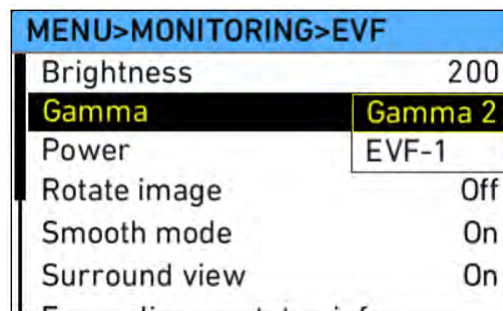 MENU>MONITORING>EVF
Brightness 200
Gamma Gamma 2
Power EVF-1
Rotate image Off
Smooth mode On
Surround view On